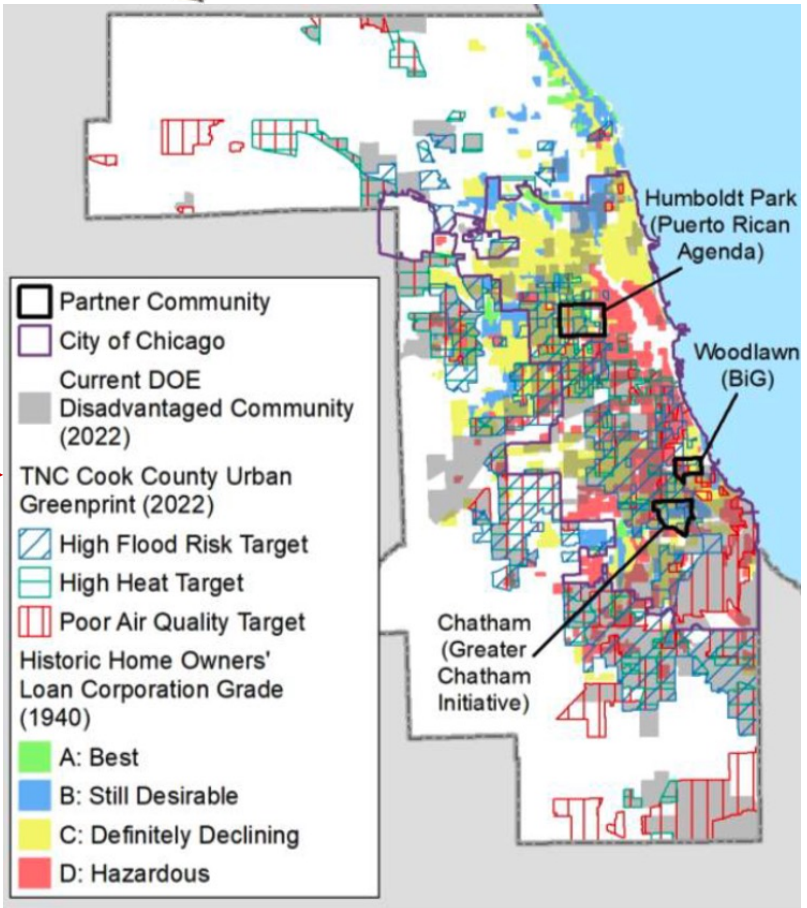 Humboldt Park
(Puerto Rican
Agenda)
Woodlawn
(BiG)
Partner Community
City of Chicago
Current DOE
Disadvantaged Community
(2022)
TNC Cook County Urban
Greenprint (2022)
High Flood Risk Target
High Heat Target
Poor Air Quality Target
Historic Home Owners'
Loan Corporation Grade
(1940)
A: Best
B: Still Desirable
C: Definitely Declining
D: Hazardous
Chatham
(Greater
Chatham
Initiative)